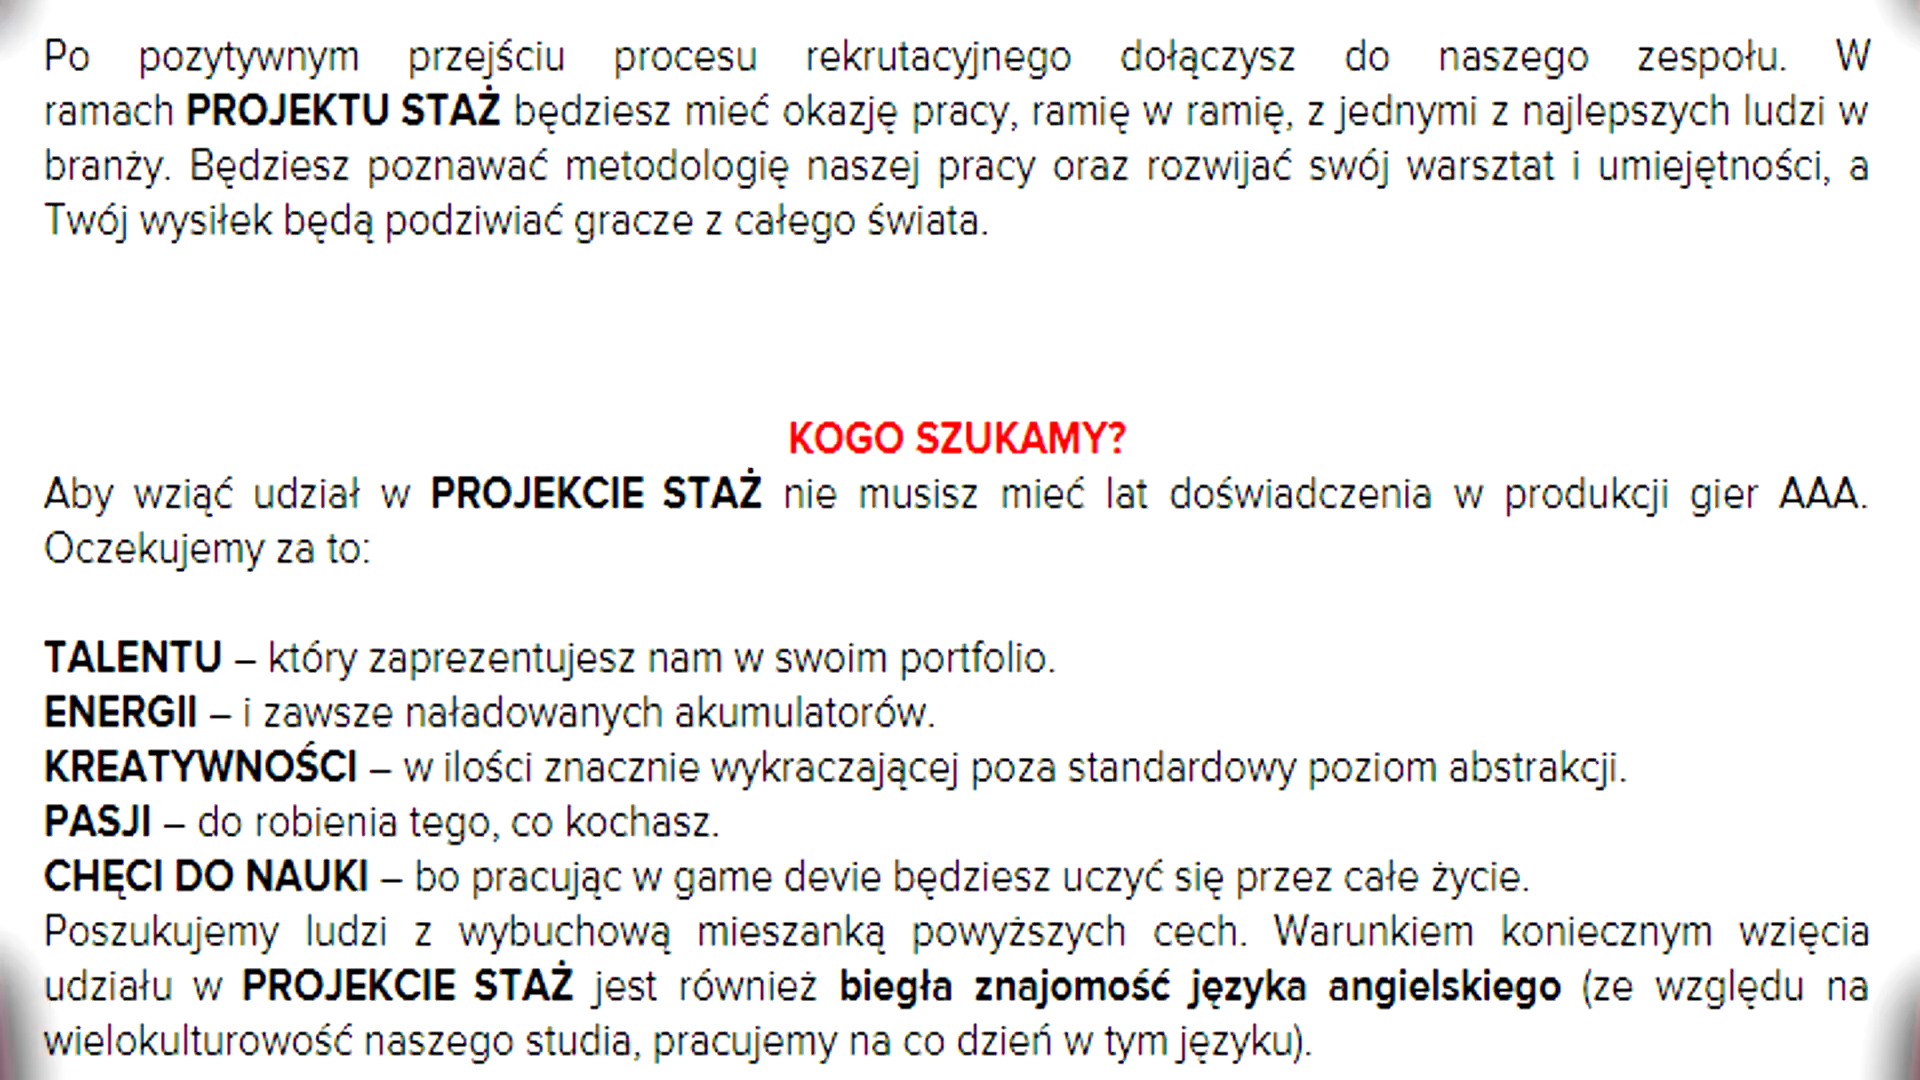 Po pozytywnym przejściu procesu rekrutacyjnego dołączysz do naszego zespołu. W
ramach PROJEKTU STAŻ będziesz mieć okazję pracy, ramię w ramię, z jednymi z najlepszych ludzi w
branży. Będziesz poznawać metodologię naszej pracy oraz rozwijać swój warsztat i umiejętności, a
Twój wysiłek będą podziwiać gracze z całego świata.
KOGO SZUKAMY?
Aby wziąć udział w PROJEKCIE STAŻ nie musisz mieć lat doświadczenia w produkcji gier AAA.
Oczekujemy za to:
TALENTU – który zaprezentujesz nam w swoim portfolio.
ENERGII – i zawsze naładowanych akumulatorów.
KREATYWNOŚCI – w ilości znacznie wykraczającej poza standardowy poziom abstrakcji.
PASJI – do robienia tego, co kochasz.
CHĘCI DO NAUKI – bo pracując w game devie będziesz uczyć się przez całe życie.
Poszukujemy ludzi z wybuchową mieszanką powyższych cech. Warunkiem koniecznym wzięcia
udziału w PROJEKCIE STAŻ jest również biegła znajomość języka angielskiego (ze względu na
wielokulturowość naszego studia, pracujemy na co dzień w tym języku).